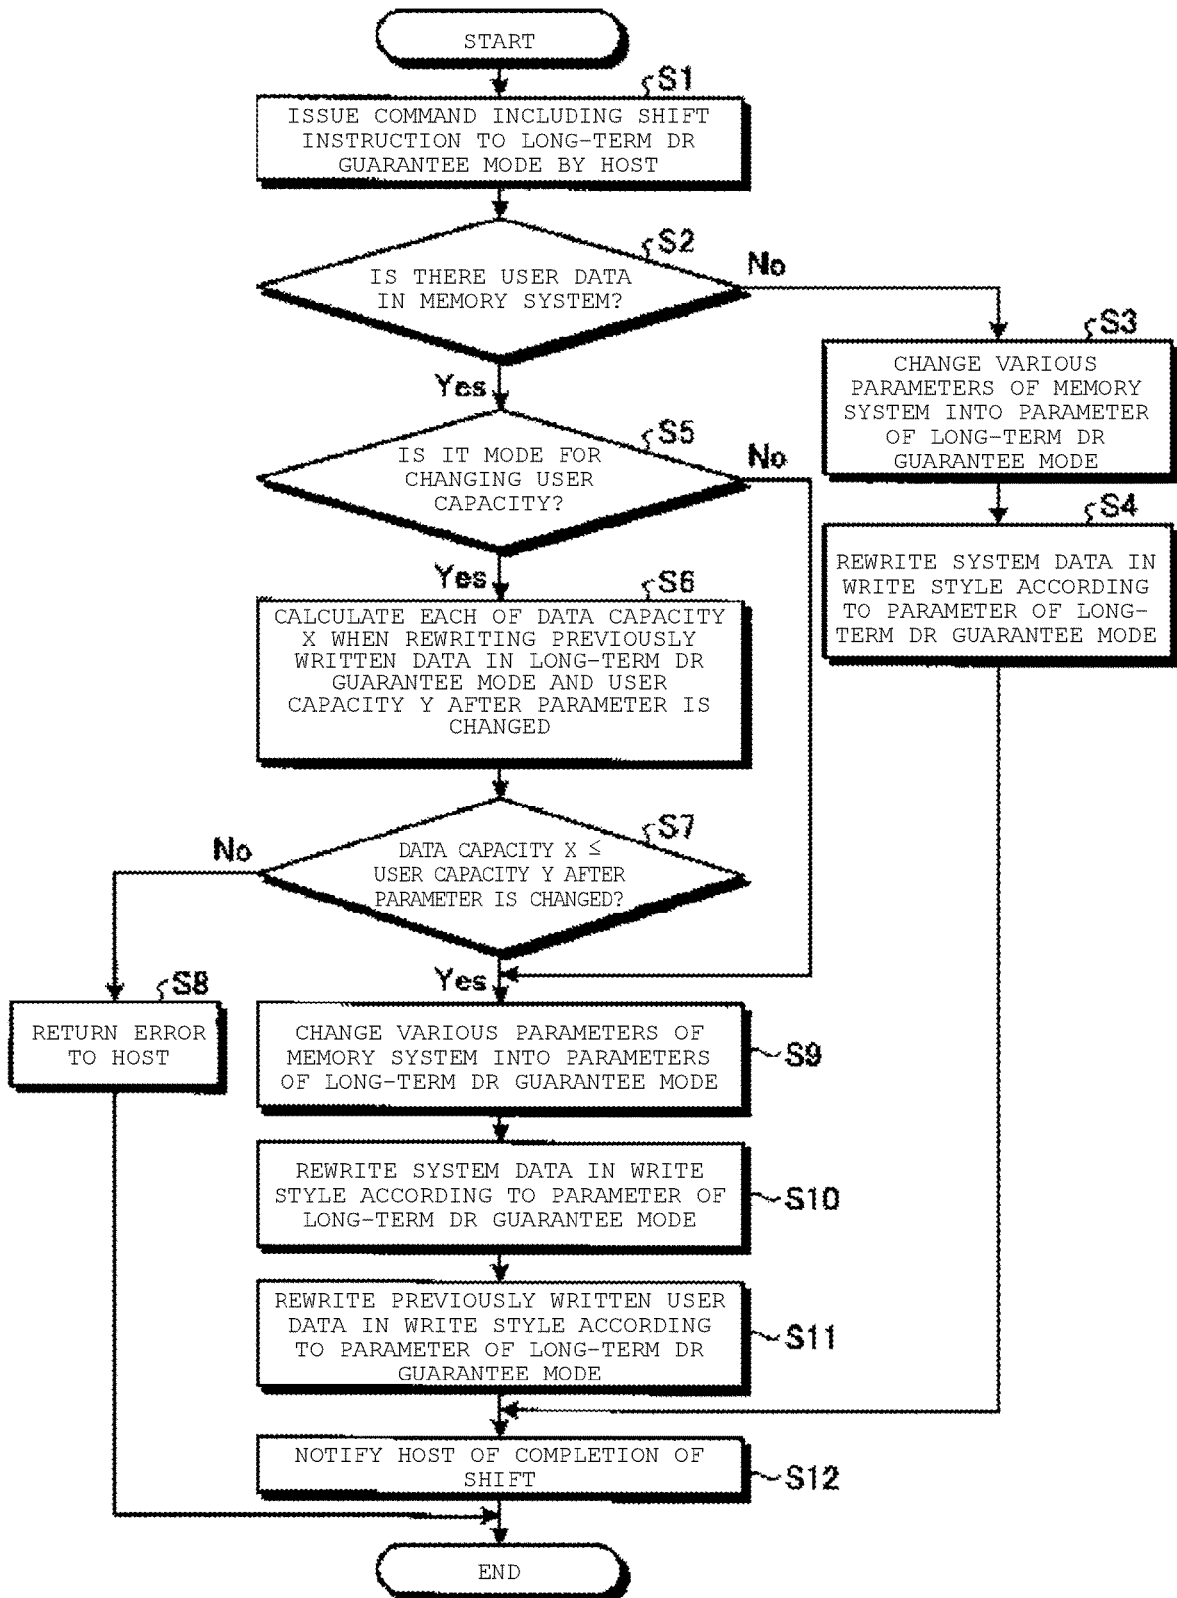 START
S1
ISSUE COMMAND INCLUDING SHIFT
INSTRUCTION TO LONG-TERM DR
GUARANTEE MODE BY HOST
S2
IS THERE USER DATA
IN MEMORY SYSTEM?
No
Yes
S3
CHANGE VARIOUS
PARAMETERS OF MEMORY
SYSTEM INTO PARAMETER
OF LONG-TERM DR
GUARANTEE MODE
S4
REWRITE SYSTEM DATA IN
WRITE STYLE ACCORDING
TO PARAMETER OF LONG-
TERM DR GUARANTEE MODE
S5
IS IT MODE FOR
CHANGING USER
CAPACITY?
No
Yes
S6
CALCULATE EACH OF DATA CAPACITY
X WHEN REWRITING PREVIOUSLY
WRITTEN DATA IN LONG-TERM DR
GUARANTEE MODE AND USER
CAPACITY Y AFTER PARAMETER IS
CHANGED
S7
DATA CAPACITY X ≤
USER CAPACITY Y AFTER
PARAMETER IS CHANGED?
No
Yes
S8
RETURN ERROR
TO HOST
CHANGE VARIOUS PARAMETERS OF
MEMORY SYSTEM INTO PARAMETERS
OF LONG-TERM DR GUARANTEE MODE
S9
REWRITE SYSTEM DATA IN WRITE
STYLE ACCORDING TO PARAMETER OF
LONG-TERM DR GUARANTEE MODE
S10
REWRITE PREVIOUSLY WRITTEN USER
DATA IN WRITE STYLE ACCORDING
TO PARAMETER OF LONG-TERM DR
GUARANTEE MODE
S11
NOTIFY HOST OF COMPLETION OF
SHIFT
S12
END